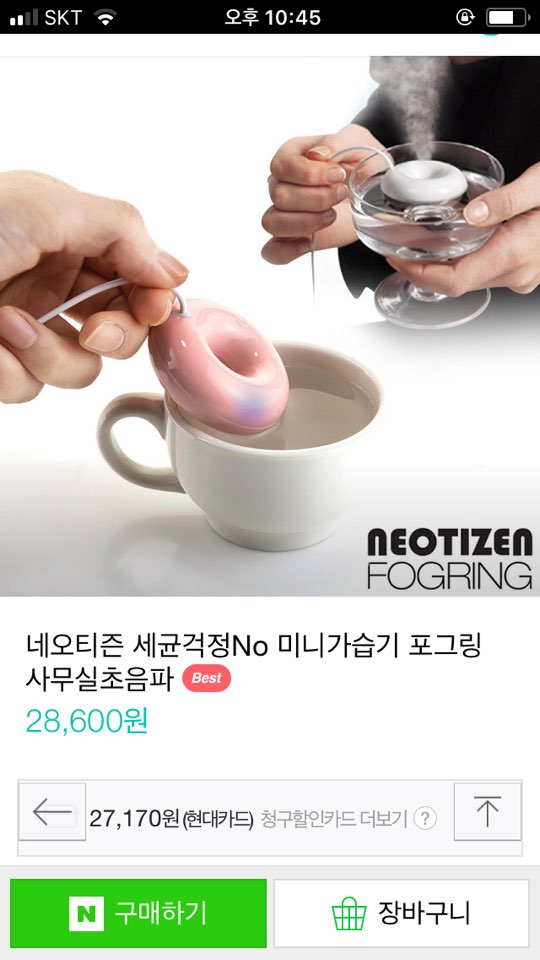 SKT 오후 10:45
NEOTIZEN
FOGRING
네오티즌 세균걱정No 미니가습기 포그링
사무실초음파 Best
28,600원
27,170원(현대카드) 청구할인카드 더보기 ?
N 구매하기 장바구니